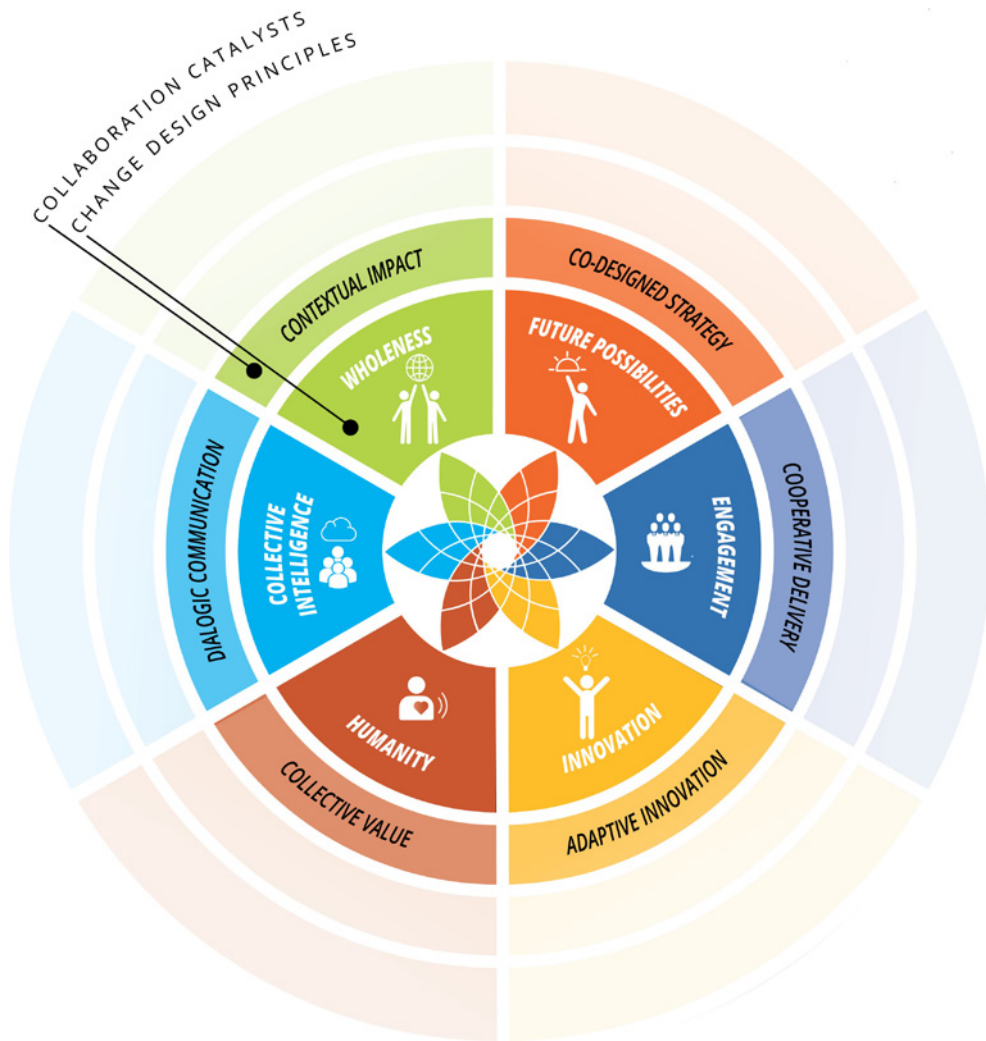 COLLABORATION CATALYSTS
CHANGE DESIGN PRINCIPLES
CONTEXTUAL IMPACT
WHOLENESS
CO-DESIGNED STRATEGY
FUTURE POSSIBILITIES
COOPERATIVE DELIVERY
ENGAGEMENT
ADAPTIVE INNOVATION
INNOVATION
COLLECTIVE VALUE
HUMANITY
DIALOGIC COMMUNICATION
COLLECTIVE
INTELLIGENCE